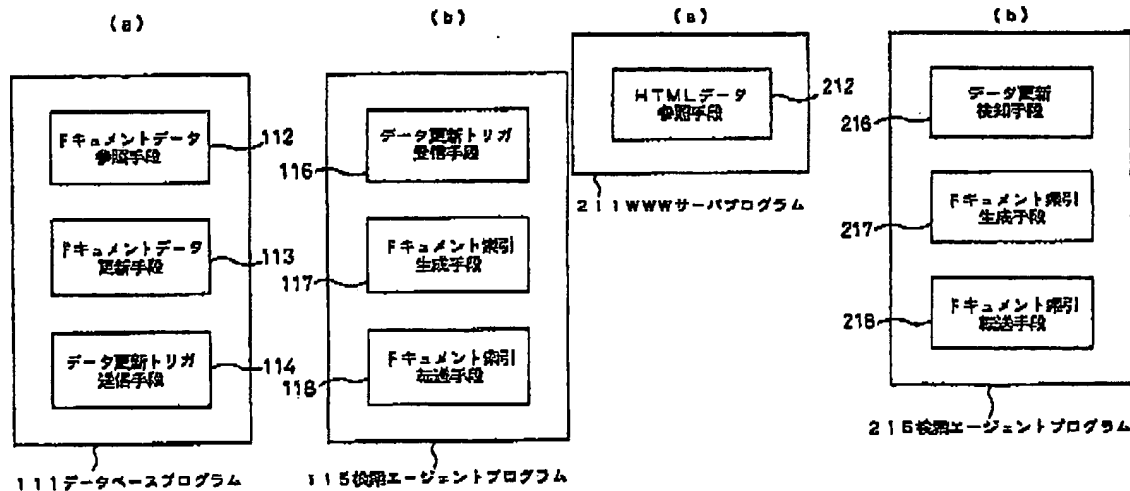 (a)
ドキュメントデータ
参照手段
112
ドキュメントデータ
更新手段
113
データ更新トリガ
送信手段
114
111データベースプログラム
(b)
データ更新トリガ
受信手段
116
ドキュメント索引
生成手段
117
ドキュメント索引
転送手段
118
115検索エージェントプログラム
(a)
HTMLデータ
参照手段
212
211WWWサーバプログラム
(b)
データ更新
検知手段
216
ドキュメント索引
生成手段
217
ドキュメント索引
転送手段
218
215検索エージェントプログラム